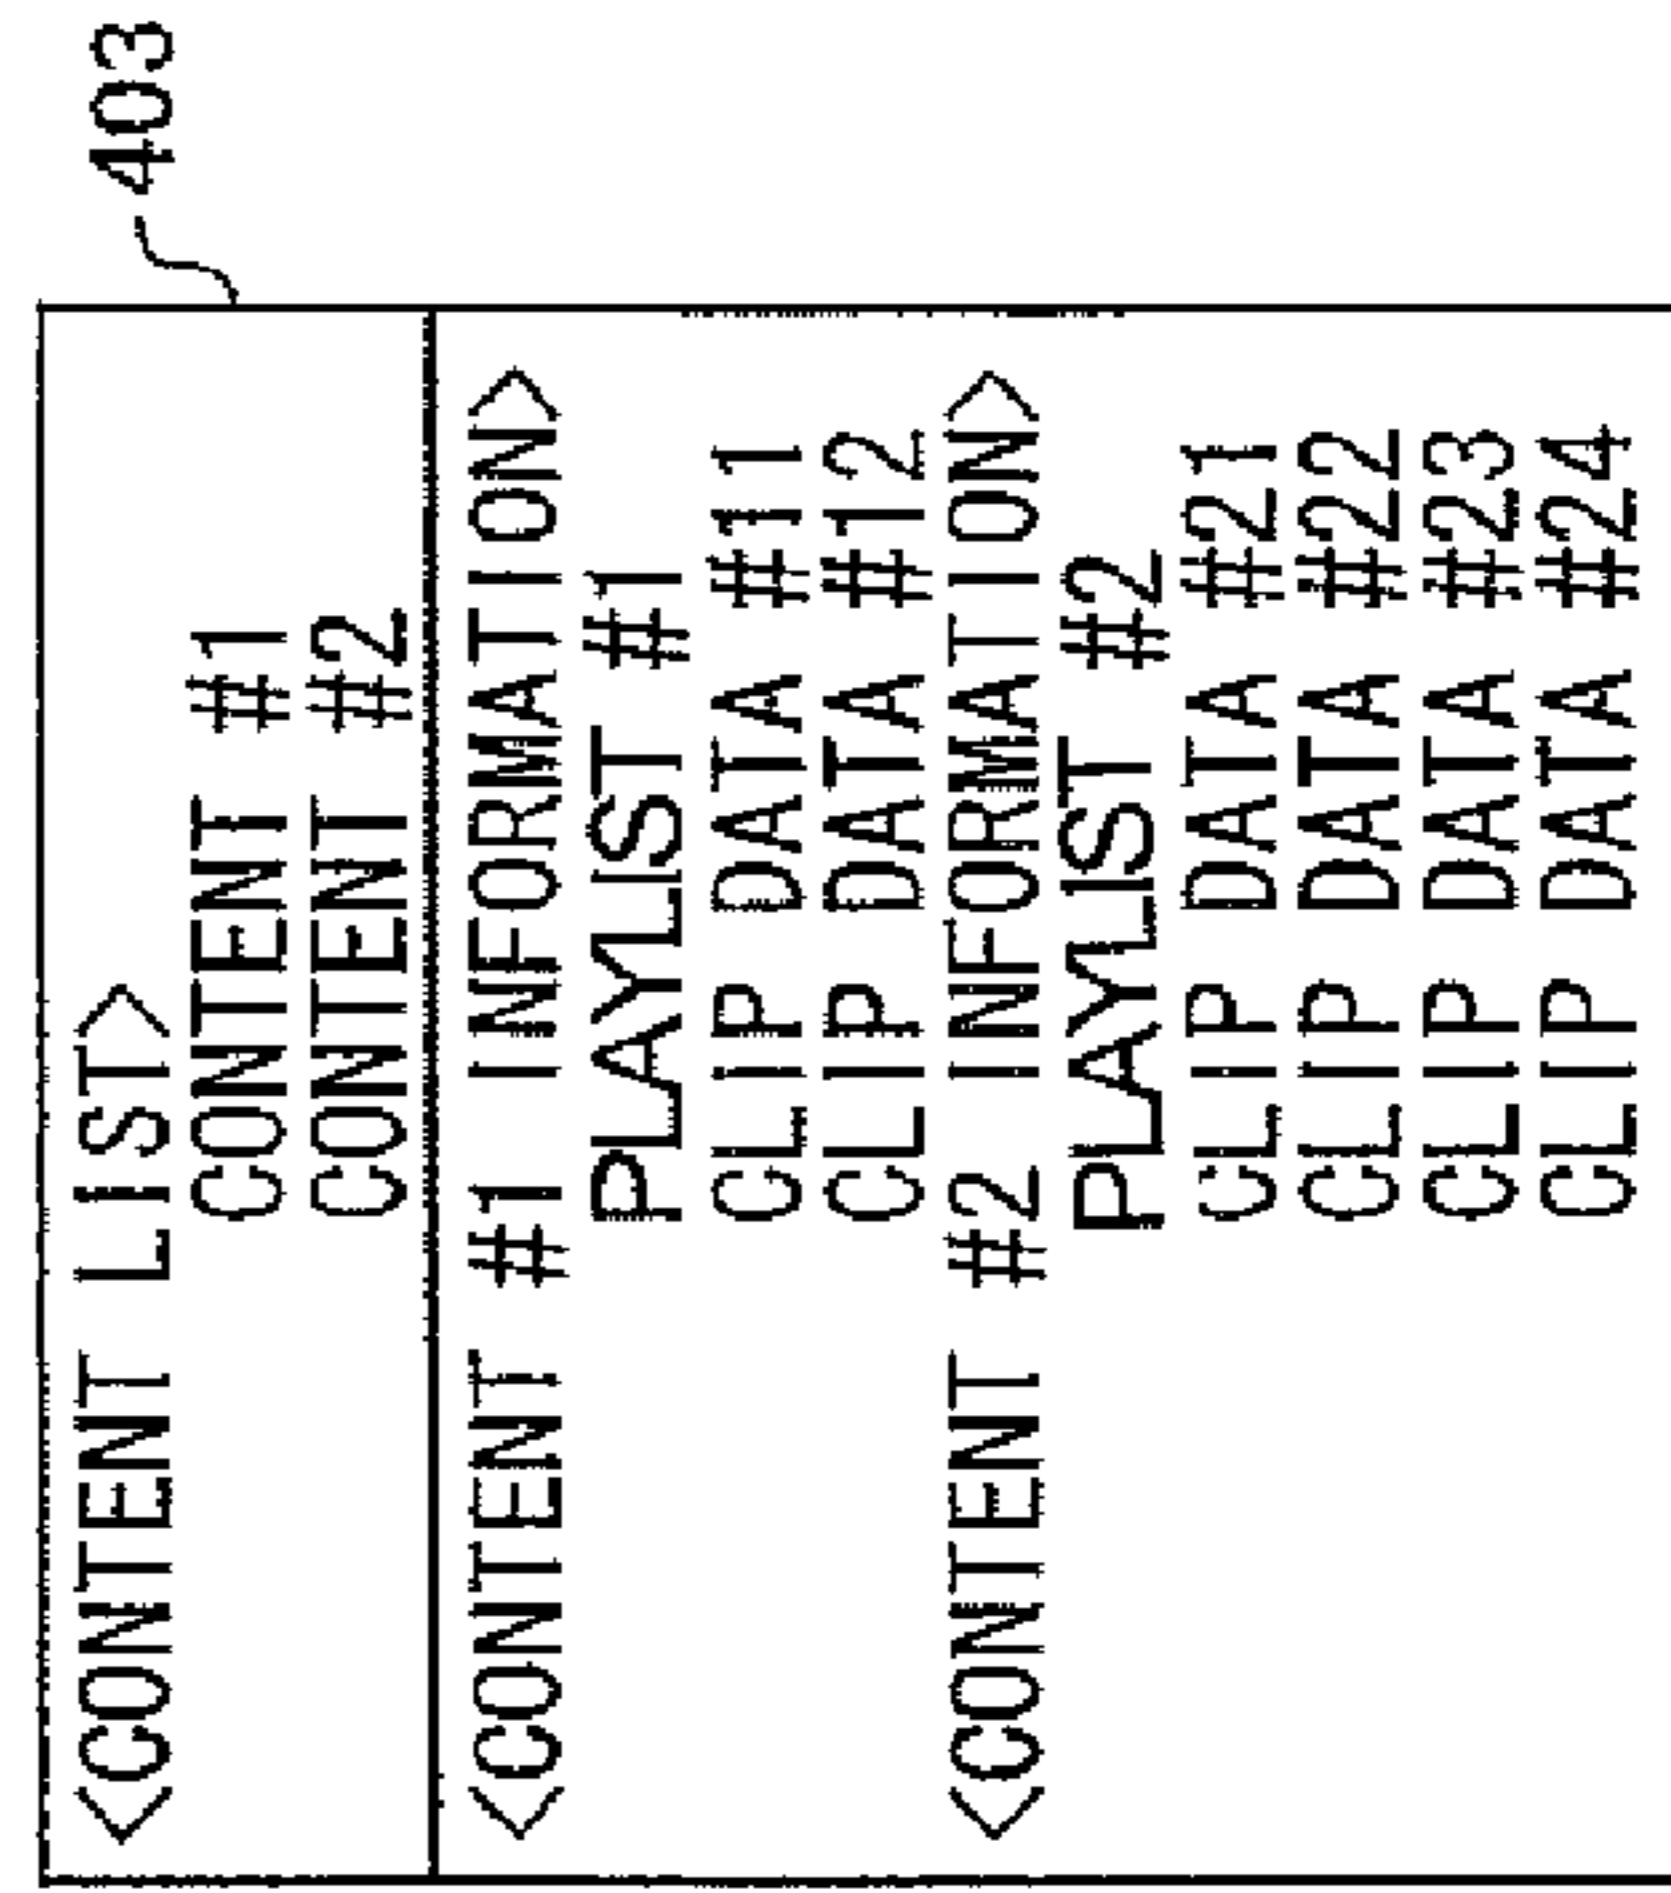 403
<CONTENT LIST>
CONTENT #1
CONTENT #2
<CONTENT #1 INFORMATION>
PLAYLIST #1
CLIP DATA #11
CLIP DATA #12
<CONTENT #2 INFORMATION>
PLAYLIST #2
CLIP DATA #21
CLIP DATA #22
CLIP DATA #23
CLIP DATA #24